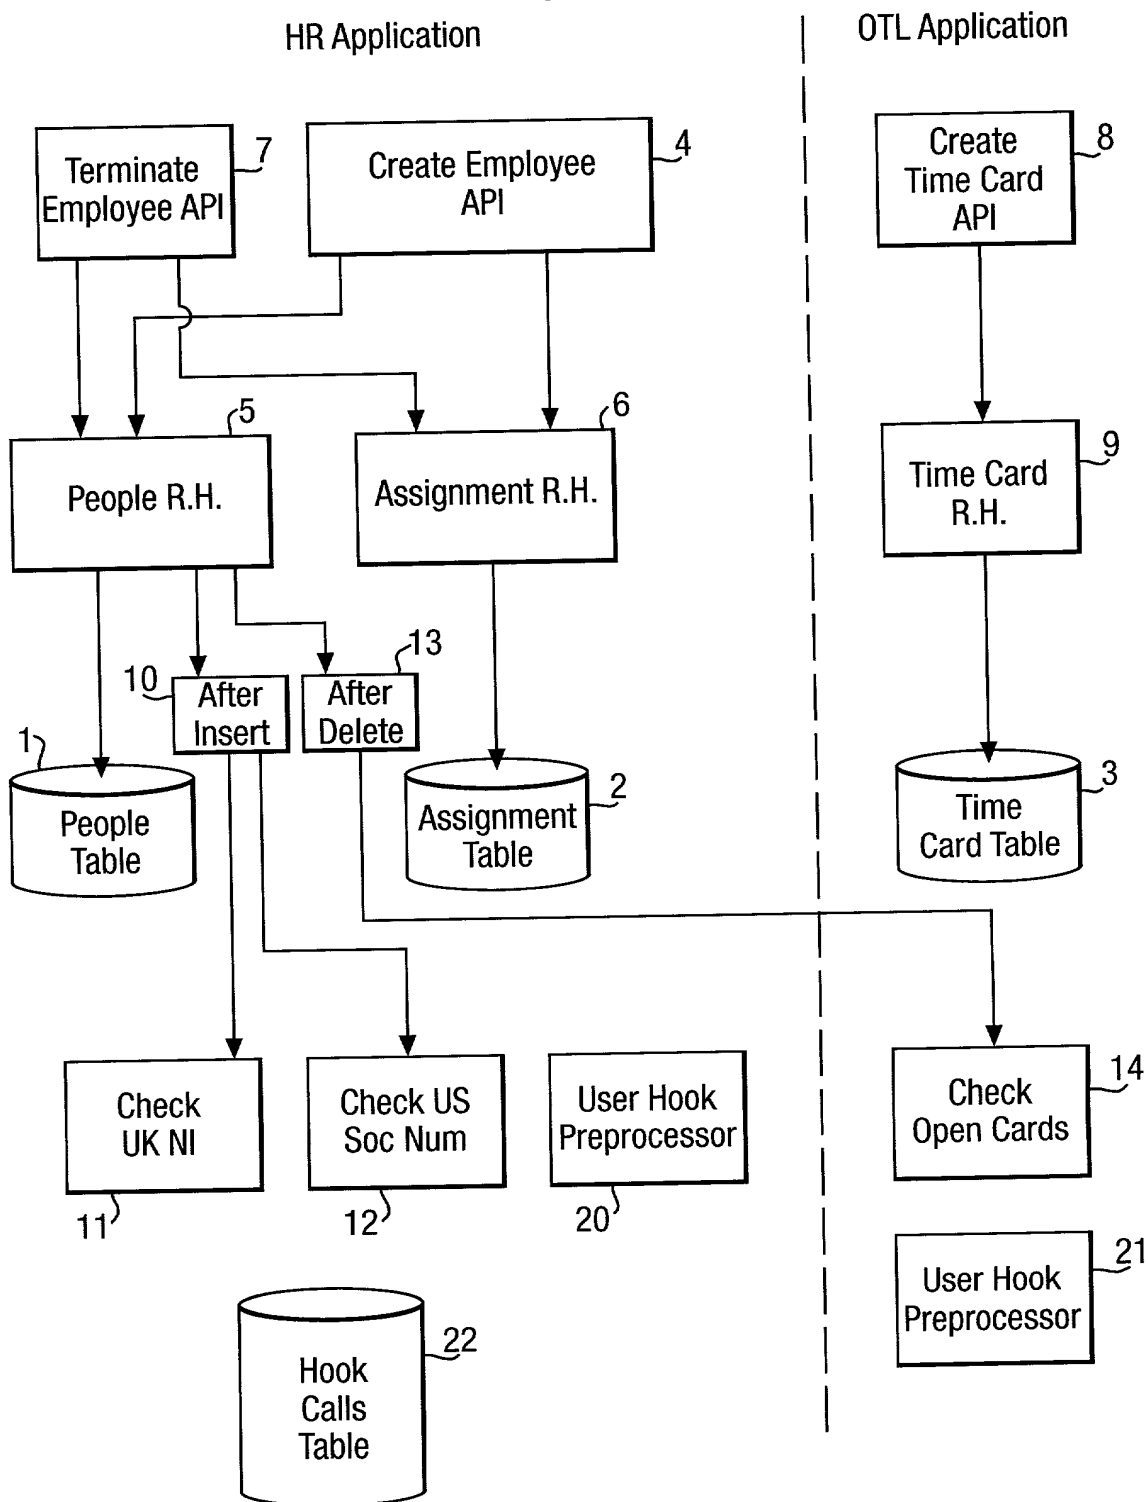 HR Application
OTL Application
Terminate
Employee API
7
Create Employee
API
4
Create
Time Card
API
8
People R.H.
5
Assignment R.H.
6
Time Card
R.H.
9
10
After
Insert
After
Delete
13
1
People
Table
Assignment
Table
2
Time
Card Table
3
Check
UK NI
11
Check US
Soc Num
12
User Hook
Preprocessor
20
Check
Open Cards
14
User Hook
Preprocessor
21
Hook
Calls
Table
22